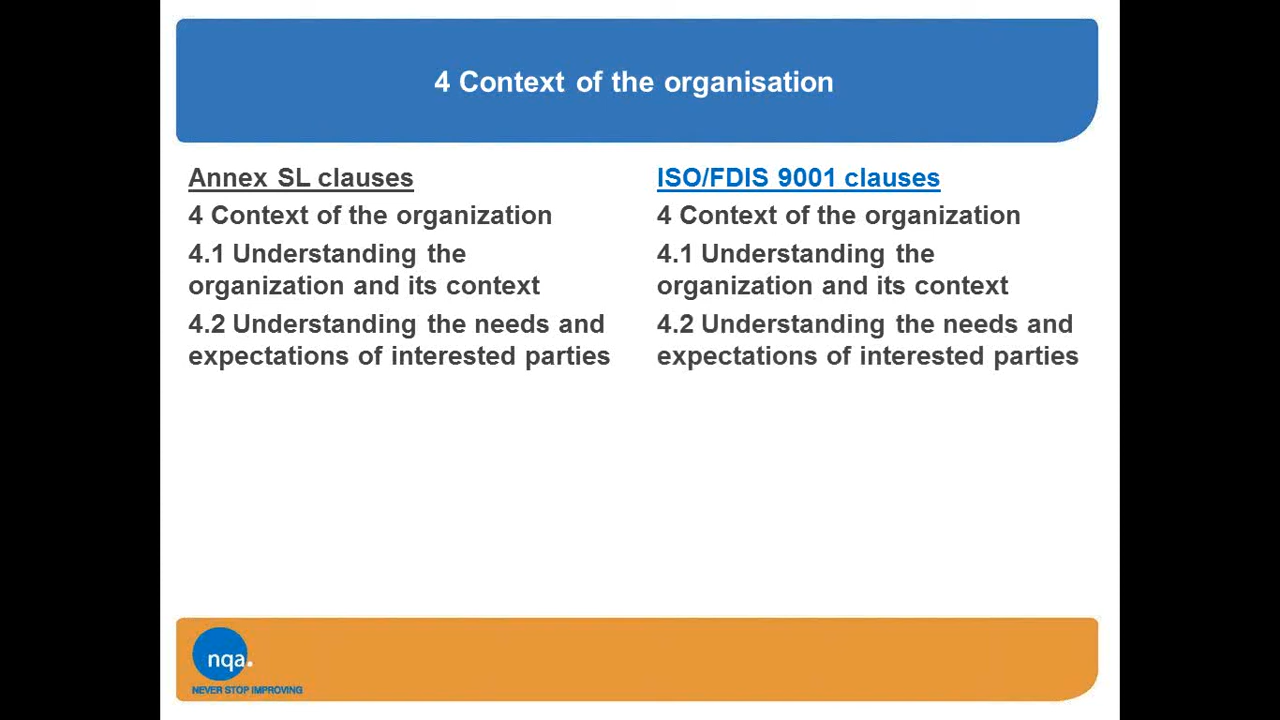 4 Context of the organisation
Annex SL clauses
4 Context of the organization
4.1 Understanding the
organization and its context
4.2 Understanding the needs and
expectations of interested parties
ISO/FDIS 9001 clauses
4 Context of the organization
4.1 Understanding the
organization and its context
4.2 Understanding the needs and
expectations of interested parties
nqa.
NEVER STOP IMPROVING